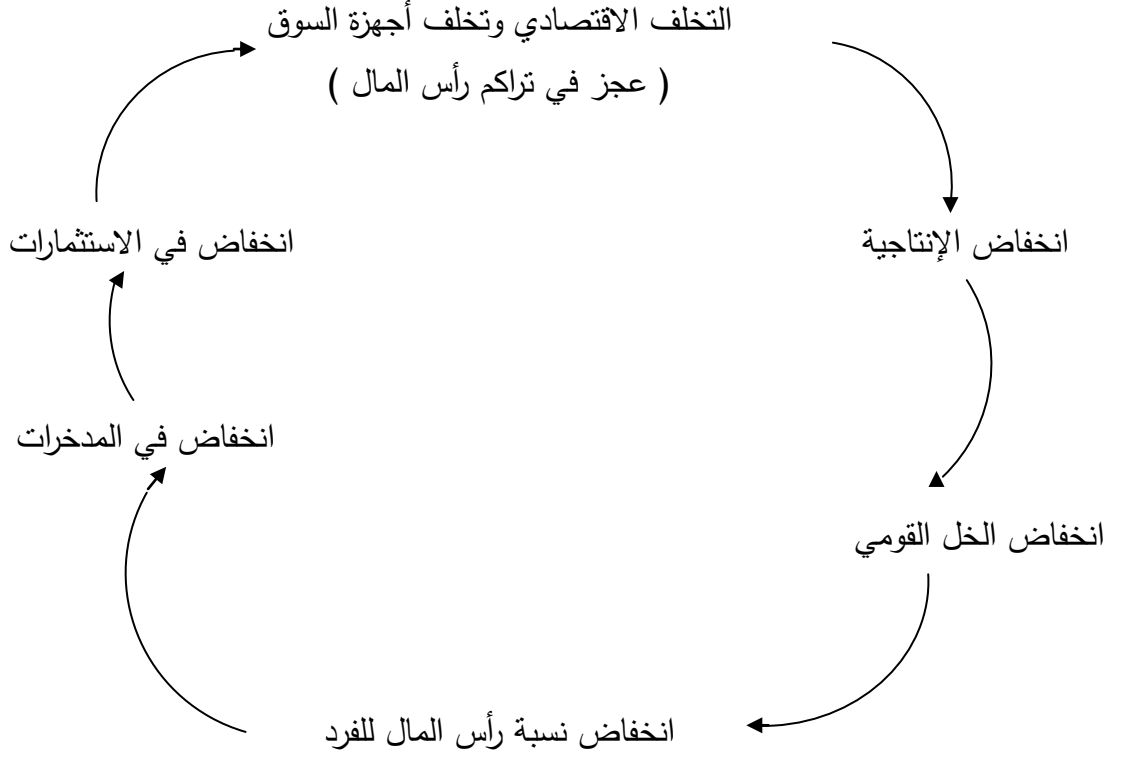 التخلف الاقتصادي وتخلف أجهزة السوق
( عجز في تراكم رأس المال )
انخفاض الإنتاجية
انخفاض الخل القومي
انخفاض نسبة رأس المال للفرد
انخفاض في المدخرات
انخفاض في الاستثمارات